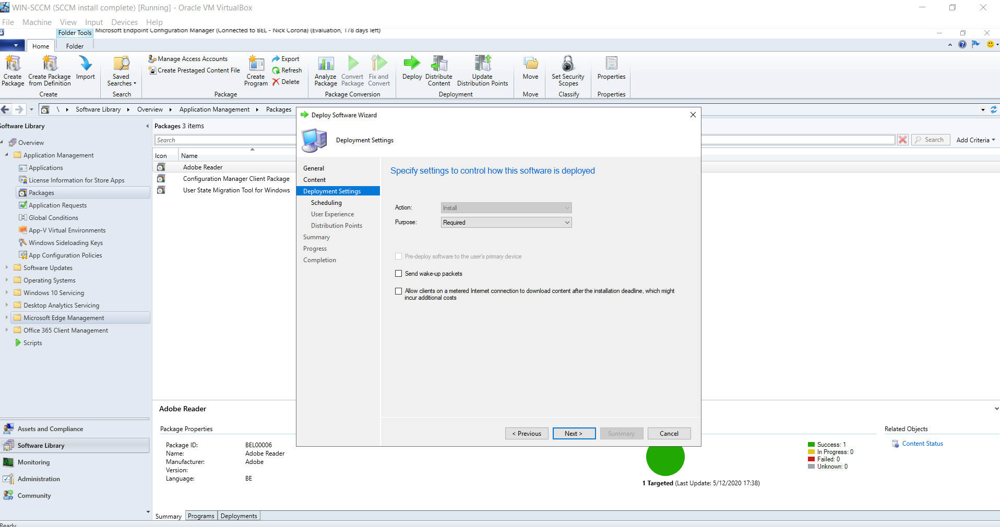 WIN-SCCM (SCCM install complete) [Running] - Oracle VM VirtualBox
File Machine View Input Devices Help
Folder Tools Microsoft Endpoint Configuration Manager (Connected to BEL - Nick Corona) (Evaluation, 178 days left)
Home Folder
Create Package
Create Package from Definition
Import
Create
Saved Searches
Search
Manage Access Accounts
Create Prestaged Content File
Create Program
Export
Refresh
Delete
Package
Analyze Package
Convert Package
Fix and Convert
Package Conversion
Deploy
Distribute Content
Update Distribution Points
Deployment
Move
Move
Set Security Scopes
Classify
Properties
Properties
\ Software Library Overview Application Management Packages
Software Library
Overview
Application Management
Applications
License Information for Store Apps
Packages
Application Requests
Global Conditions
App-V Virtual Environments
Windows Sideloading Keys
App Configuration Policies
Software Updates
Operating Systems
Windows 10 Servicing
Desktop Analytics Servicing
Microsoft Edge Management
Office 365 Client Management
Scripts
Assets and Compliance
Software Library
Monitoring
Administration
Community
Ready
Packages 3 items
Search
Search
Add Criteria
Icon Name
Adobe Reader
Configuration Manager Client Package
User State Migration Tool for Windows
Deploy Software Wizard
Deployment Settings
General
Content
Deployment Settings
Scheduling
User Experience
Distribution Points
Summary
Progress
Completion
Specify settings to control how this software is deployed
Action: Install
Purpose: Required
Pre-deploy software to the user's primary device
Send wake-up packets
Allow clients on a metered Internet connection to download content after the installation deadline, which might
incur additional costs
< Previous Next > Summary Cancel
Adobe Reader
Package Properties
Package ID: BEL00006
Name: Adobe Reader
Manufacturer: Adobe
Version:
Language: BE
Success: 1
In Progress: 0
Failed: 0
Unknown: 0
1 Targeted (Last Update: 5/12/2020 17:38)
Related Objects
Content Status
Summary Programs Deployments